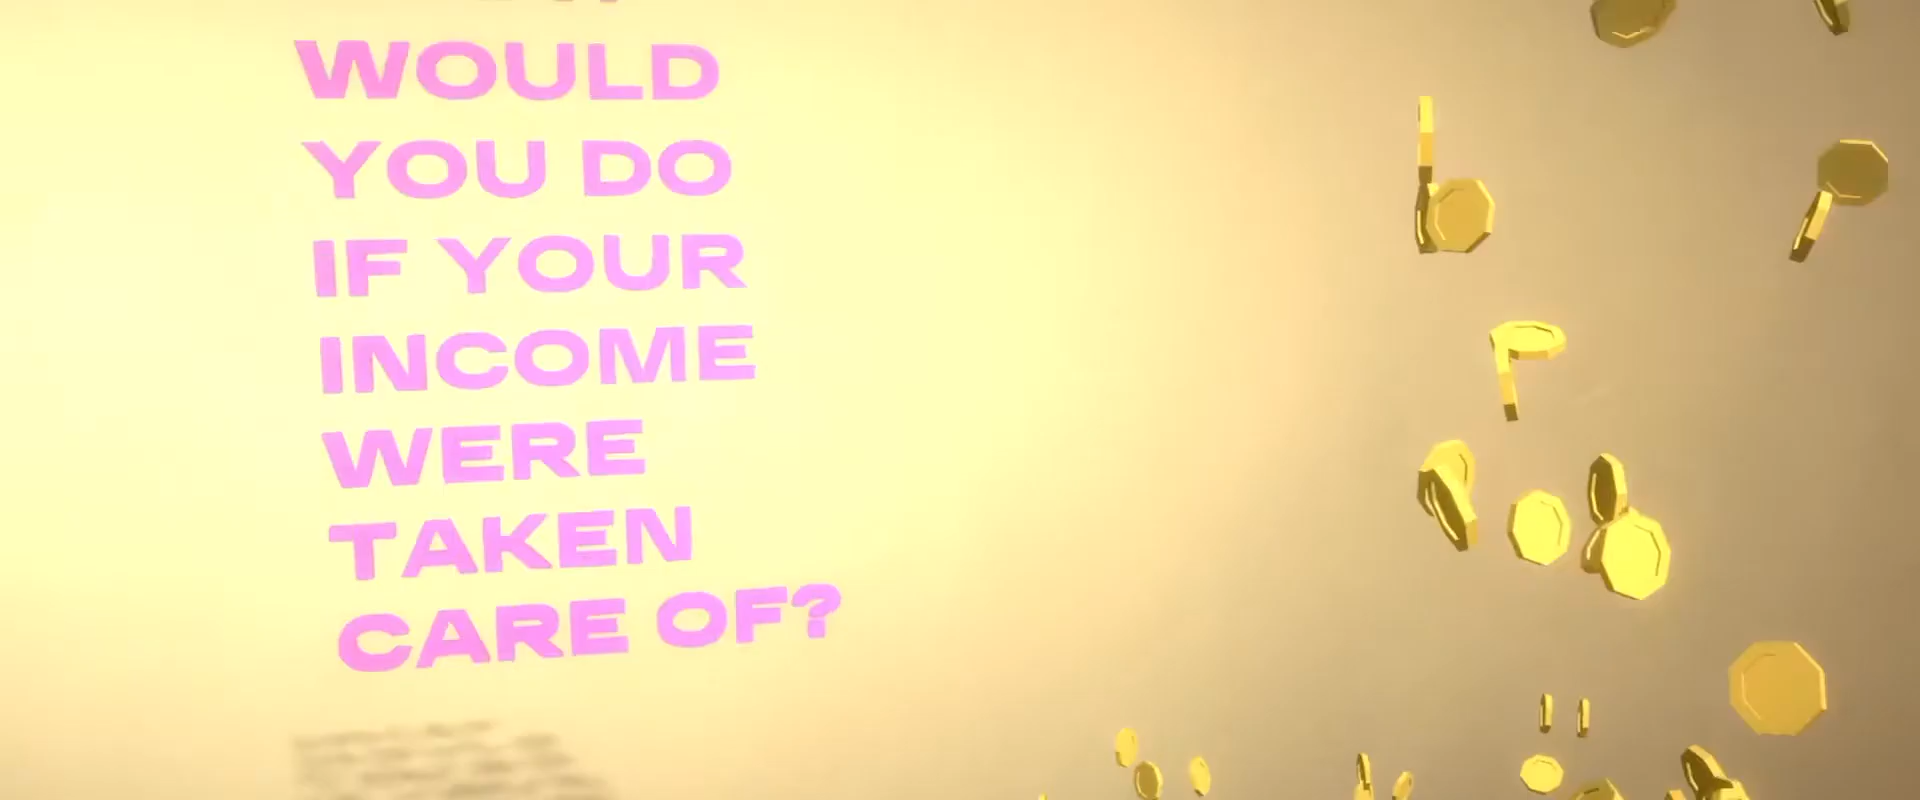 WOULD
YOU DO
IF YOUR
INCOME
WERE
TAKEN
CARE OF?